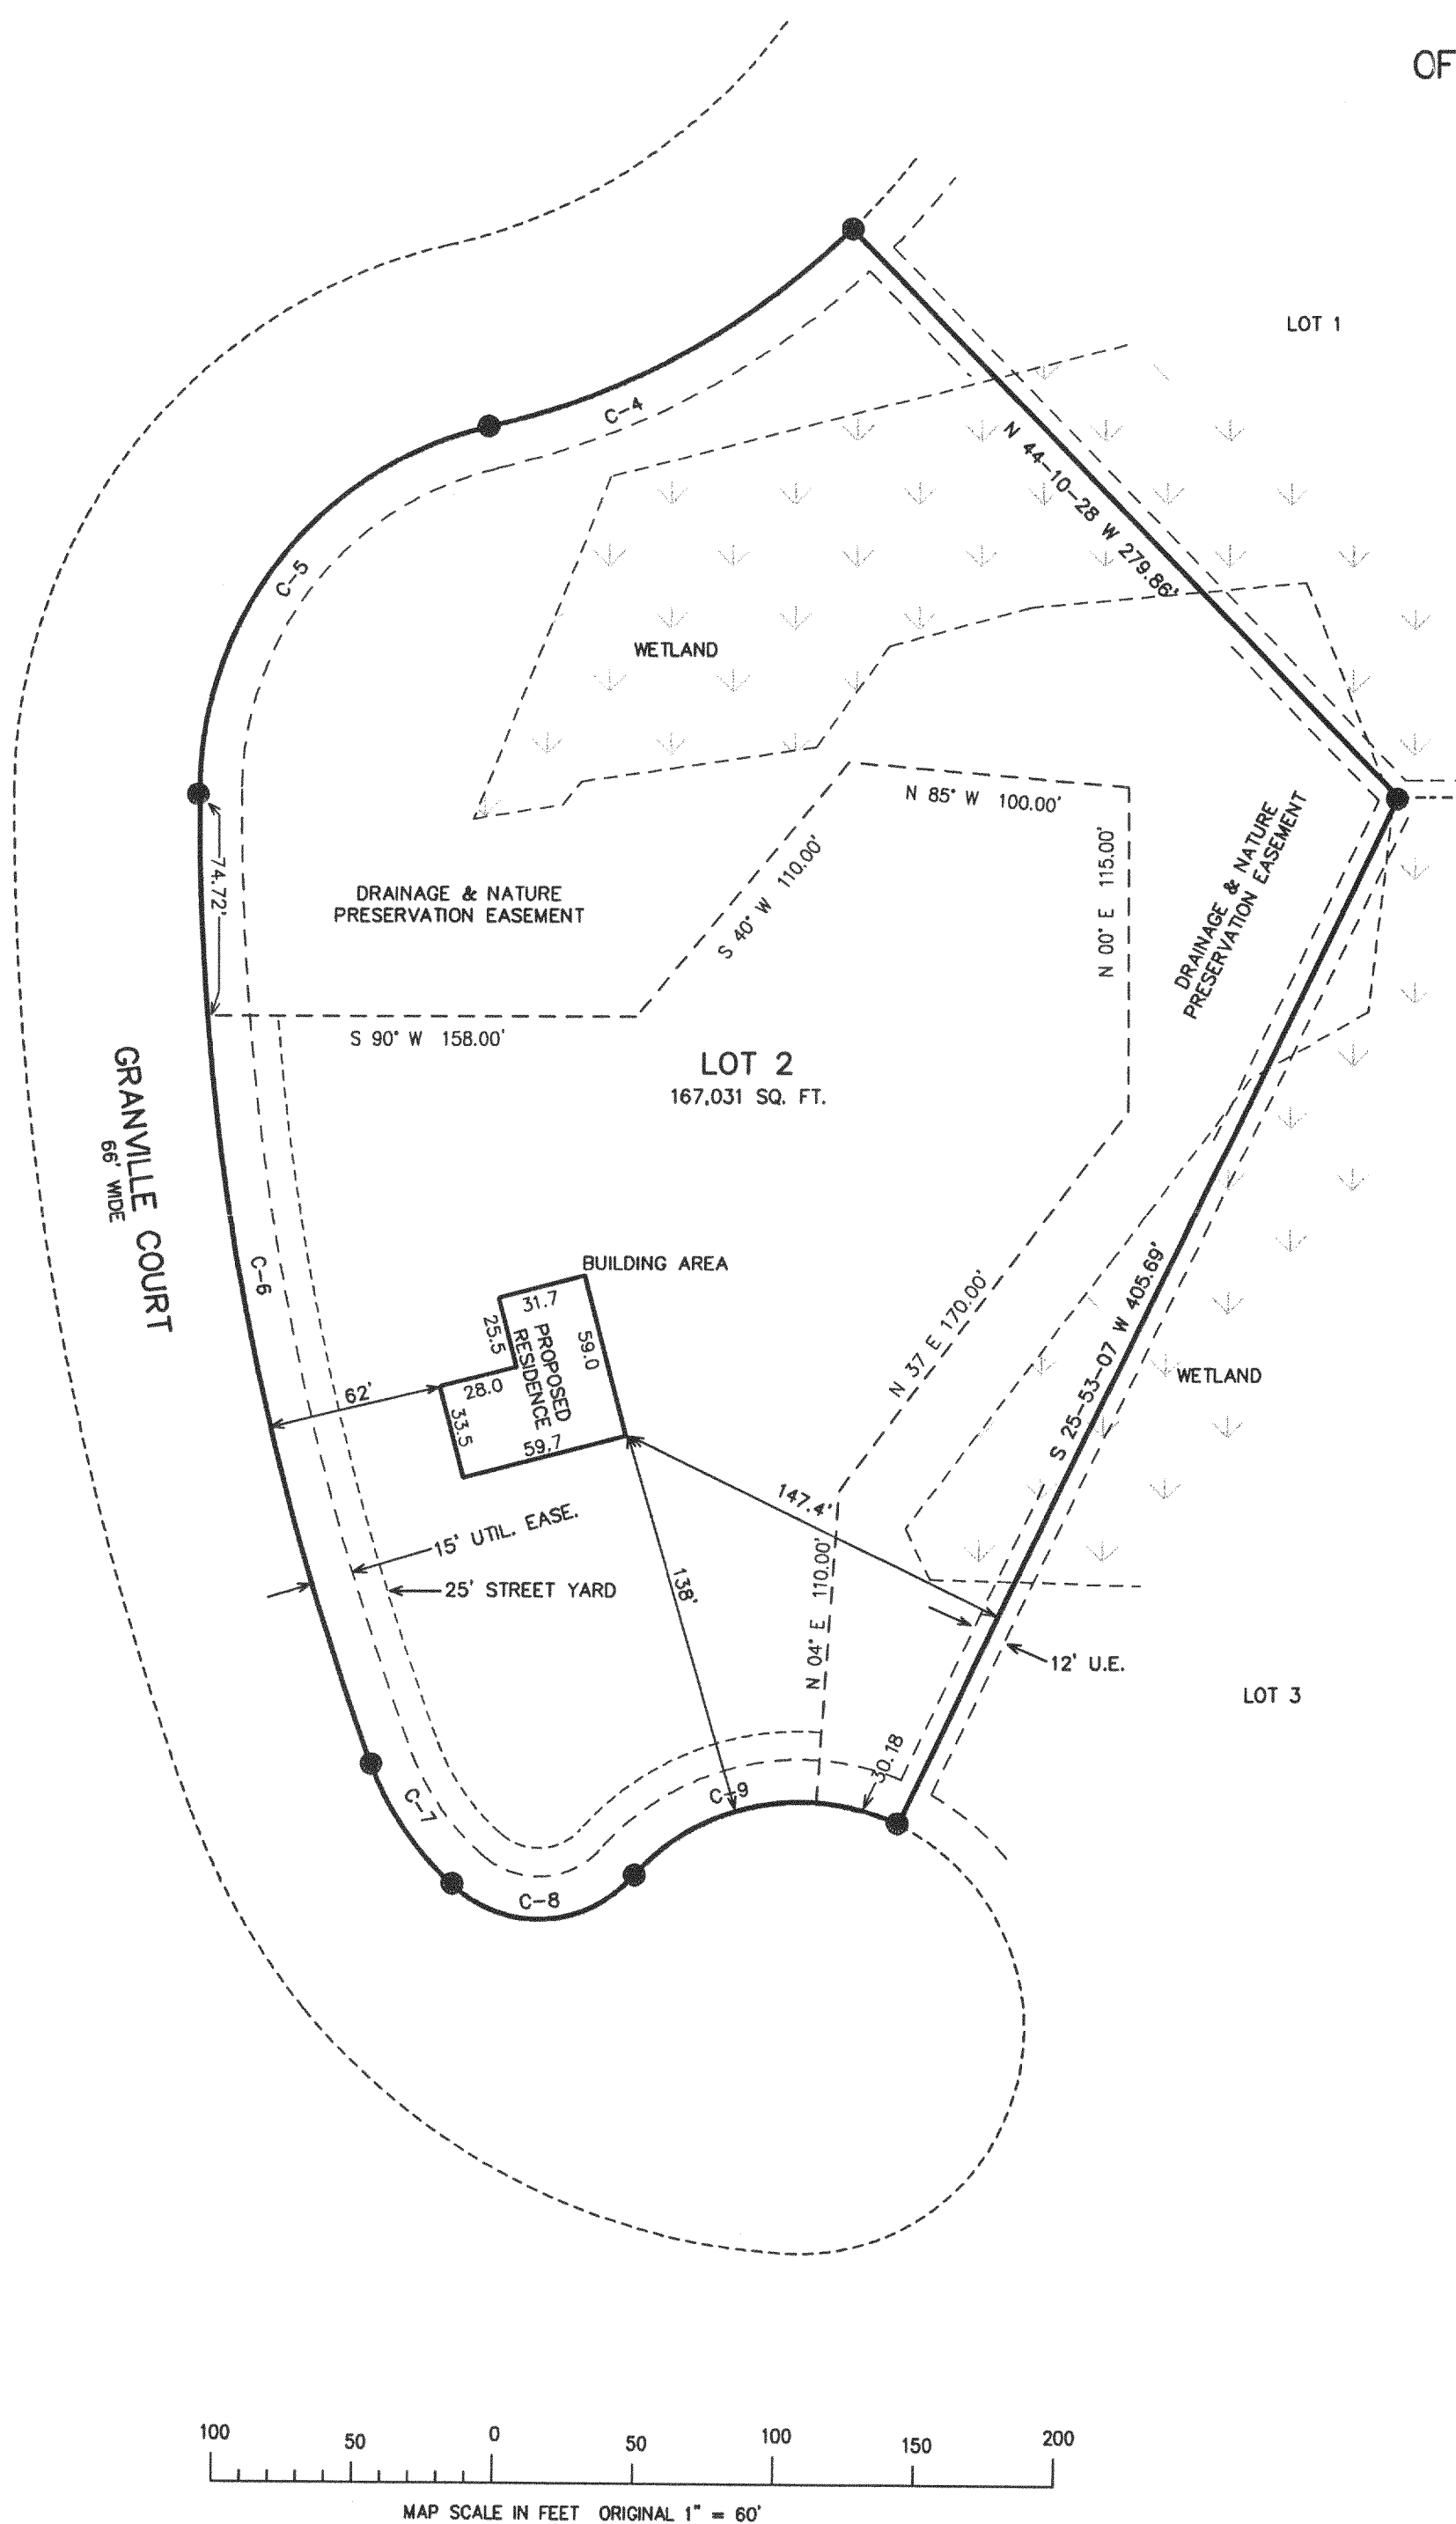 OF
LOT 1
C-4
N 44-10-28 W 279.86'
C-5
WETLAND
N 85° W 100.00'
DRAINAGE & NATURE
PRESERVATION EASEMENT
74.72'
S 40° W 110.00'
N 00° E 115.00'
DRAINAGE & NATURE
PRESERVATION EASEMENT
S 90° W 158.00'
LOT 2
167,031 SQ. FT.
GRANVILLE COURT
66' WIDE
C-6
BUILDING AREA
31.7
25.5
PROPOSED
RESIDENCE
59.0
28.0
62'
33.5
59.7
N 37 E 170.00'
S 25-53-07 W 405.69'
WETLAND
147.4'
15' UTIL. EASE.
25' STREET YARD
138'
N 04° E 110.00'
12' U.E.
LOT 3
30.18
C-7
C-9
C-8
100 50 0 50 100 150 200
MAP SCALE IN FEET ORIGINAL 1" = 60'